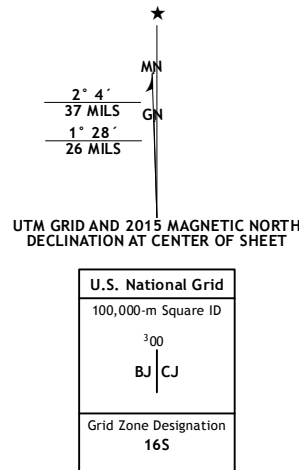 ★
MN
2° 4´
37 MILS
GN
1° 28´
26 MILS
UTM GRID AND 2015 MAGNETIC NORTH
DECLINATION AT CENTER OF SHEET
U.S. National Grid
100,000-m Square ID
³00
BJ CJ
Grid Zone Designation
16S